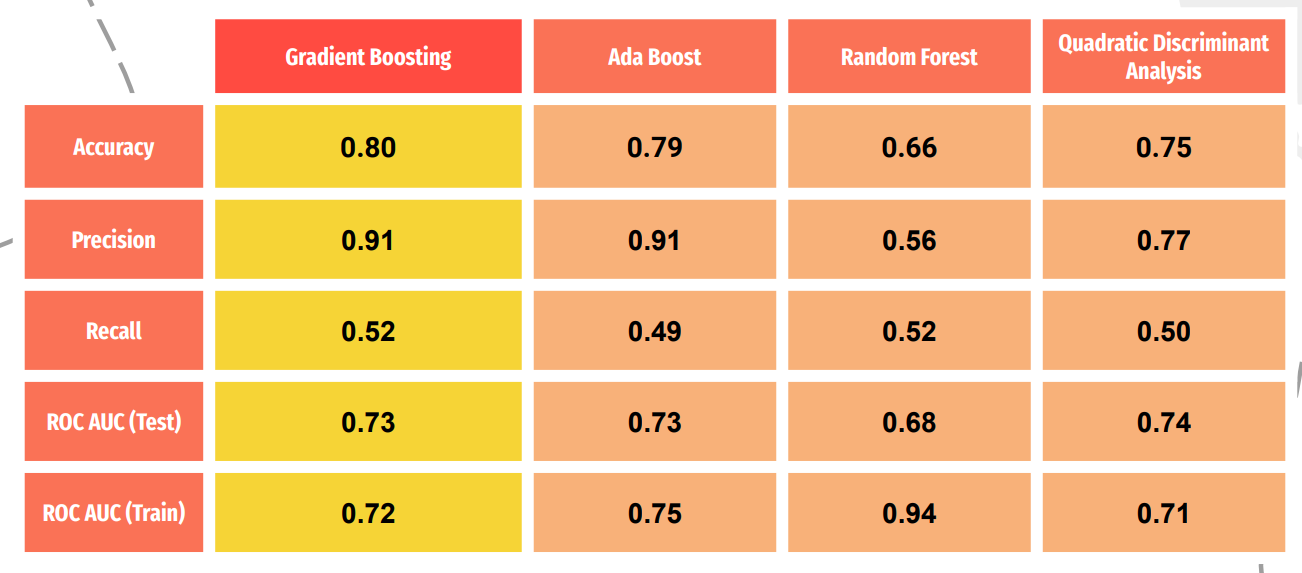 Gradient Boosting Ada Boost Random Forest Quadratic Discriminant
Analysis
Accuracy 0.80 0.79 0.66 0.75
Precision 0.91 0.91 0.56 0.77
Recall 0.52 0.49 0.52 0.50
ROC AUC (Test) 0.73 0.73 0.68 0.74
ROC AUC (Train) 0.72 0.75 0.94 0.71